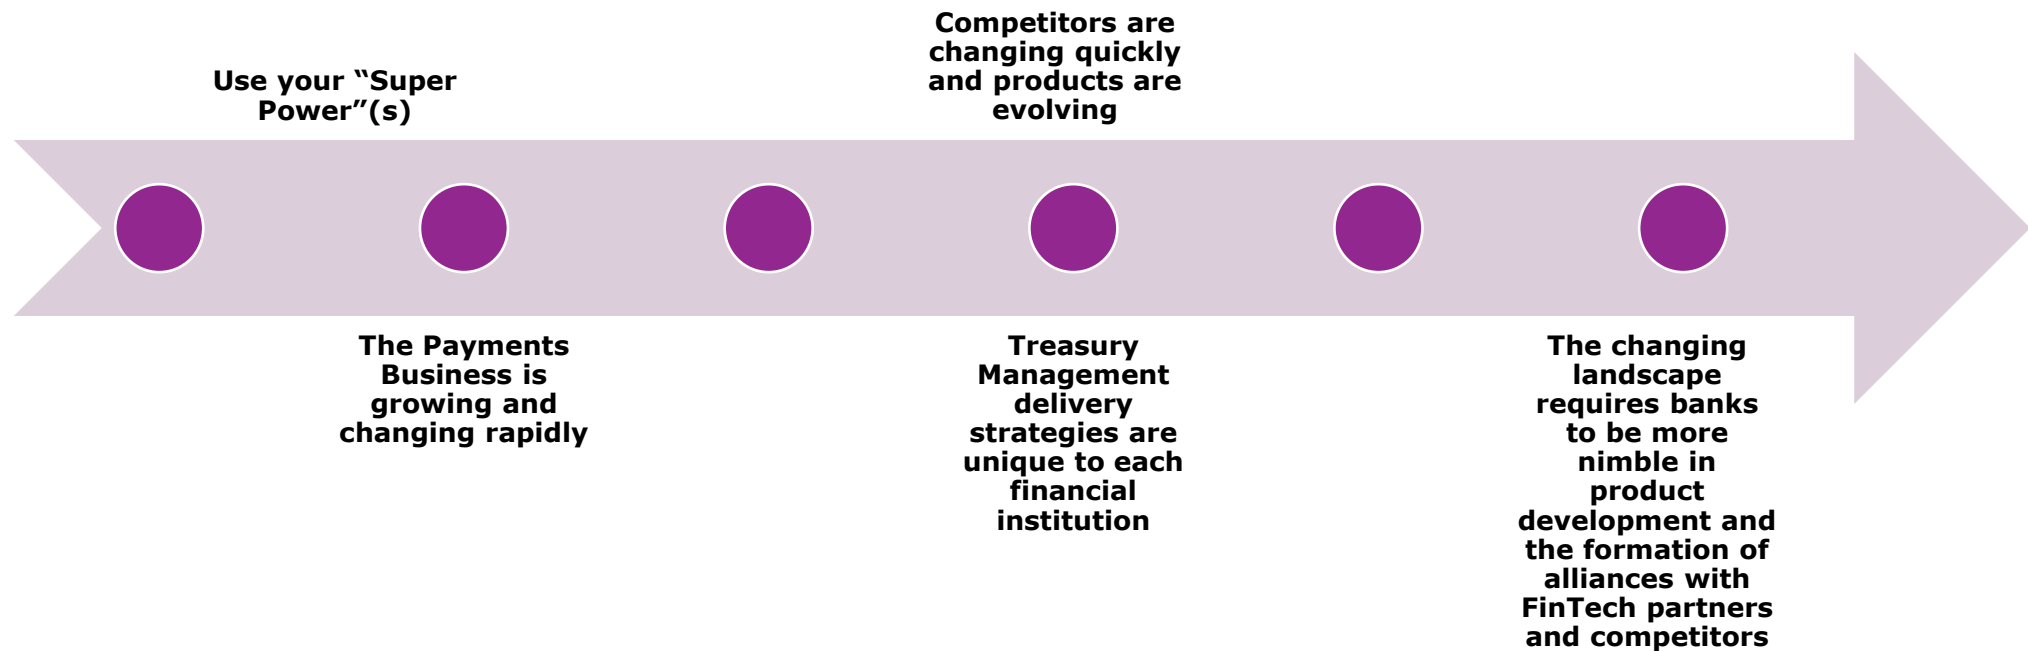 Use your “Super
Power”(s)
The Payments
Business is
growing and
changing rapidly
Competitors are
changing quickly
and products are
evolving
Treasury
Management
delivery
strategies are
unique to each
financial
institution
The changing
landscape
requires banks
to be more
nimble in
product
development and
the formation of
alliances with
FinTech partners
and competitors